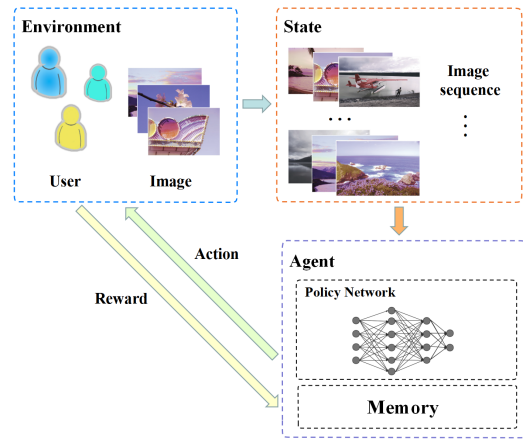 Environment
User
Image
State
Image
sequence
...
Action
Reward
Agent
Policy Network
Memory